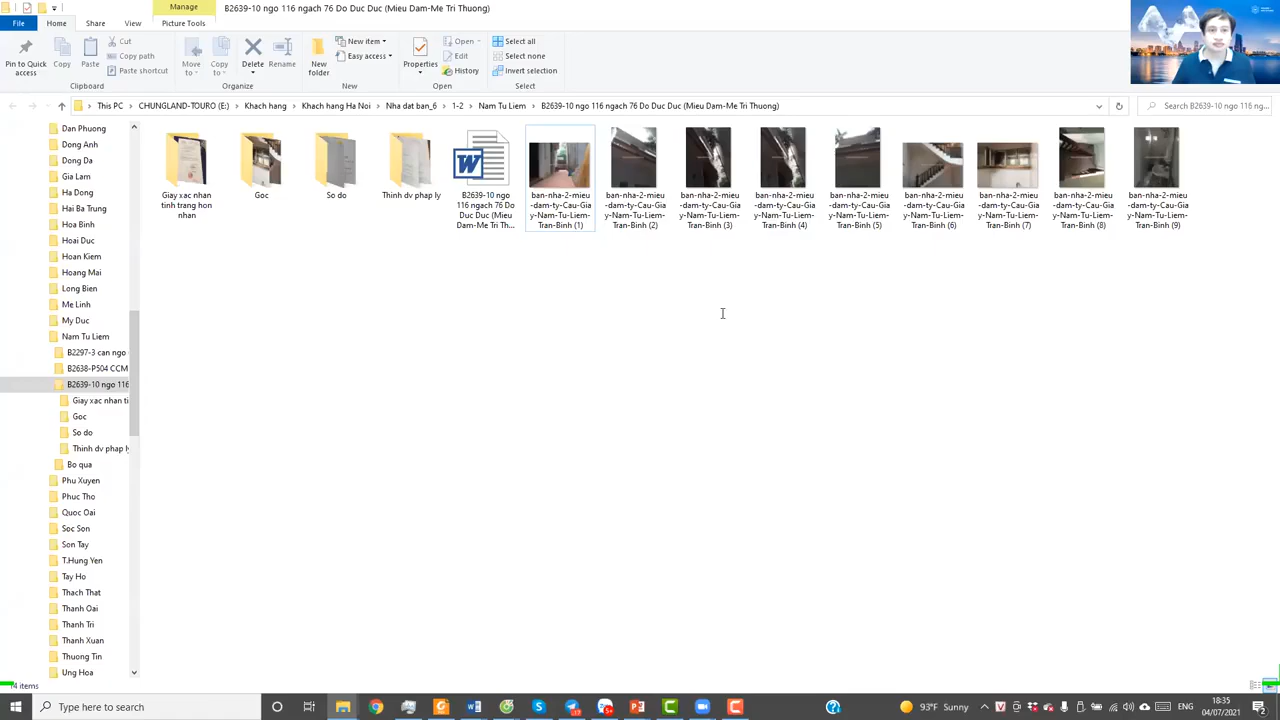 Manage
B2639-10 ngo 116 ngach 76 Do Duc Duc (Mieu Dam-Me Tri Thuong)
File
Home
Share
View
Picture Tools
Pin to Quick access
Copy
Paste
Cut
Copy path
Paste shortcut
Clipboard
Move to
Copy to
Delete
Rename
Organize
New folder
New item
Easy access
New
Properties
Open
Edit
History
Open
Select all
Select none
Invert selection
Select
This PC
CHUNGLAND-TOURO (E:)
Khach hang
Khach hang Ha Noi
Nha dat ban_6
1-2
Nam Tu Liem
B2639-10 ngo 116 ngach 76 Do Duc Duc (Mieu Dam-Me Tri Thuong)
Search B2639-10 ngo 116 ng...
Dan Phuong
Dong Anh
Dong Da
Gia Lam
Ha Dong
Hai Ba Trung
Hoa Binh
Hoai Duc
Hoan Kiem
Hoang Mai
Long Bien
Me Linh
My Duc
Nam Tu Liem
B2297-3 can ngo
B2638-P504 CCM
B2639-10 ngo 116
Giay xac nhan ti
Goc
So do
Thinh dv phap ly
Bo qua
Phu Xuyen
Phuc Tho
Quoc Oai
Soc Son
Son Tay
T.Hung Yen
Tay Ho
Thach That
Thanh Oai
Thanh Tri
Thanh Xuan
Thuong Tin
Ung Hoa
Giay xac nhan
tinh trang hon
nhan
Goc
So do
Thinh dv phap ly
B2639-10 ngo
116 ngach 76 Do
Duc Duc (Mieu
Dam-Me Tri Th...
ban-nha-2-mieu
-dam-ty-Cau-Gia
y-Nam-Tu-Liem-
Tran-Binh (1)
ban-nha-2-mieu
-dam-ty-Cau-Gia
y-Nam-Tu-Liem-
Tran-Binh (2)
ban-nha-2-mieu
-dam-ty-Cau-Gia
y-Nam-Tu-Liem-
Tran-Binh (3)
ban-nha-2-mieu
-dam-ty-Cau-Gia
y-Nam-Tu-Liem-
Tran-Binh (4)
ban-nha-2-mieu
-dam-ty-Cau-Gia
y-Nam-Tu-Liem-
Tran-Binh (5)
ban-nha-2-mieu
-dam-ty-Cau-Gia
y-Nam-Tu-Liem-
Tran-Binh (6)
ban-nha-2-mieu
-dam-ty-Cau-Gia
y-Nam-Tu-Liem-
Tran-Binh (7)
ban-nha-2-mieu
-dam-ty-Cau-Gia
y-Nam-Tu-Liem-
Tran-Binh (8)
ban-nha-2-mieu
-dam-ty-Cau-Gia
y-Nam-Tu-Liem-
Tran-Binh (9)
14 items
Type here to search
93°F Sunny
ENG
18:35
04/07/2021